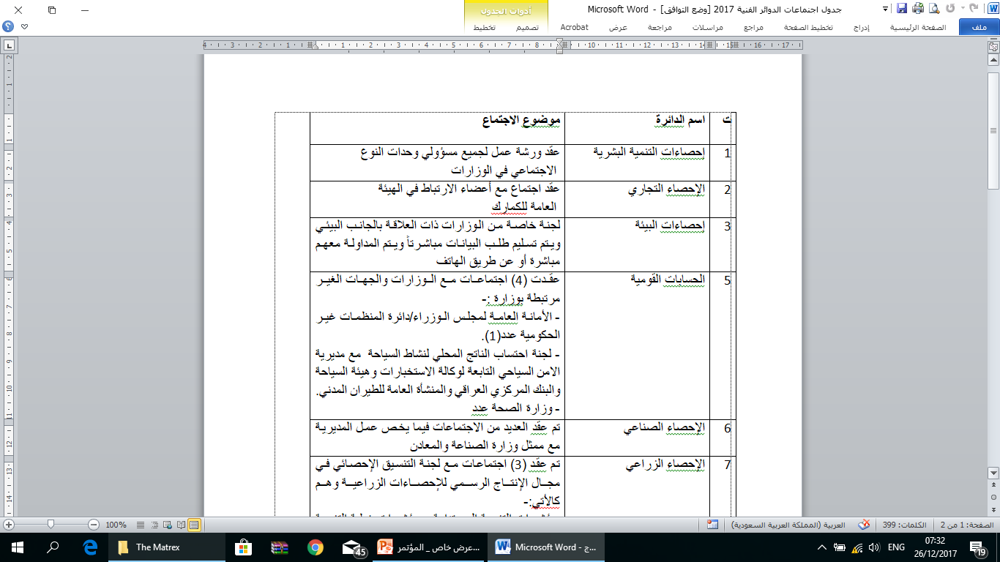 جدول اجتماعات الدوائر الفنية 2017 [وضع التوافق] - Microsoft Word
أدوات الجدول
ملف الصفحة الرئيسية إدراج تخطيط الصفحة مراجع مراسلات مراجعة عرض Acrobat تصميم تخطيط
ت اسم الدائرة موضوع الاجتماع
1 إحصاءات التنمية البشرية عقد ورشة عمل لجميع مسؤولي وحدات النوع
الاجتماعي في الوزارات
2 الإحصاء التجاري عقد اجتماع مع أعضاء الارتباط في الهيئة
العامة للكمارك
3 إحصاءات البيئة لجنة خاصة من الوزارات ذات العلاقة بالجانب البيئي
ويتم تسليم طلب البيانات مباشرتاً ويتم المداولة معهم
مباشرة أو عن طريق الهاتف
5 الحسابات القومية عقدت (4) اجتماعات مع الوزارات والجهات الغير
مرتبطة بوزارة :-
- الأمانة العامة لمجلس الوزراء/دائرة المنظمات غير
الحكومية عدد(1).
- لجنة احتساب الناتج المحلي لنشاط السياحة مع مديرية
الامن السياحي التابعة لوكالة الاستخبارات وهيئة السياحة
والبنك المركزي العراقي والمنشأة العامة للطيران المدني.
- وزارة الصحة عدد
6 الإحصاء الصناعي تم عقد العديد من الاجتماعات فيما يخص عمل المديرية
مع ممثل وزارة الصناعة والمعادن
7 الإحصاء الزراعي تم عقد (3) اجتماعات مع لجنة التنسيق الإحصائي في
مجال الإنتاج الرسمي للإحصاءات الزراعية وهم
كالأتي:-
الصفحة: 1 من 2 الكلمات: 399 العربية (المملكة العربية السعودية) 100%
The Matrex 45 عرض خاص _ المؤتمر... Microsoft Word - ج... ENG 07:32
26/12/2017 19